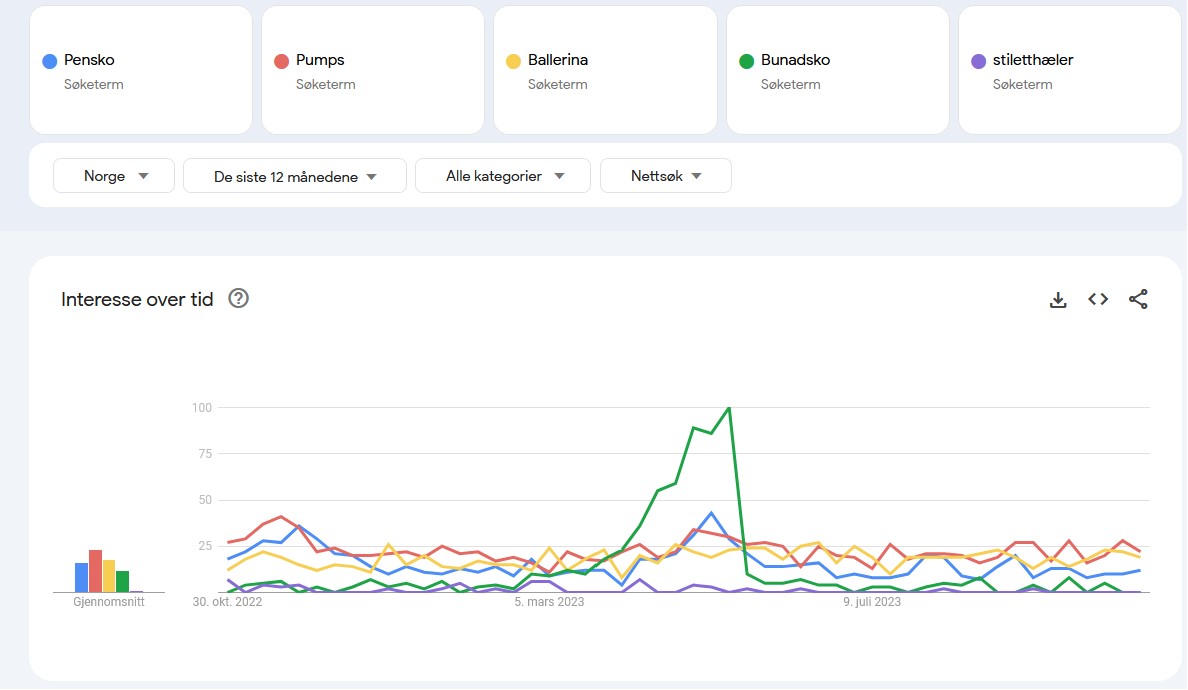 Pensko
Søketerm
Pumps
Søketerm
Ballerina
Søketerm
Bunadsko
Søketerm
stiletthæler
Søketerm
Norge
De siste 12 månedene
Alle kategorier
Nettsøk
Interesse over tid
100
75
50
25
Gjennomsnitt
30. okt. 2022
5. mars 2023
9. juli 2023